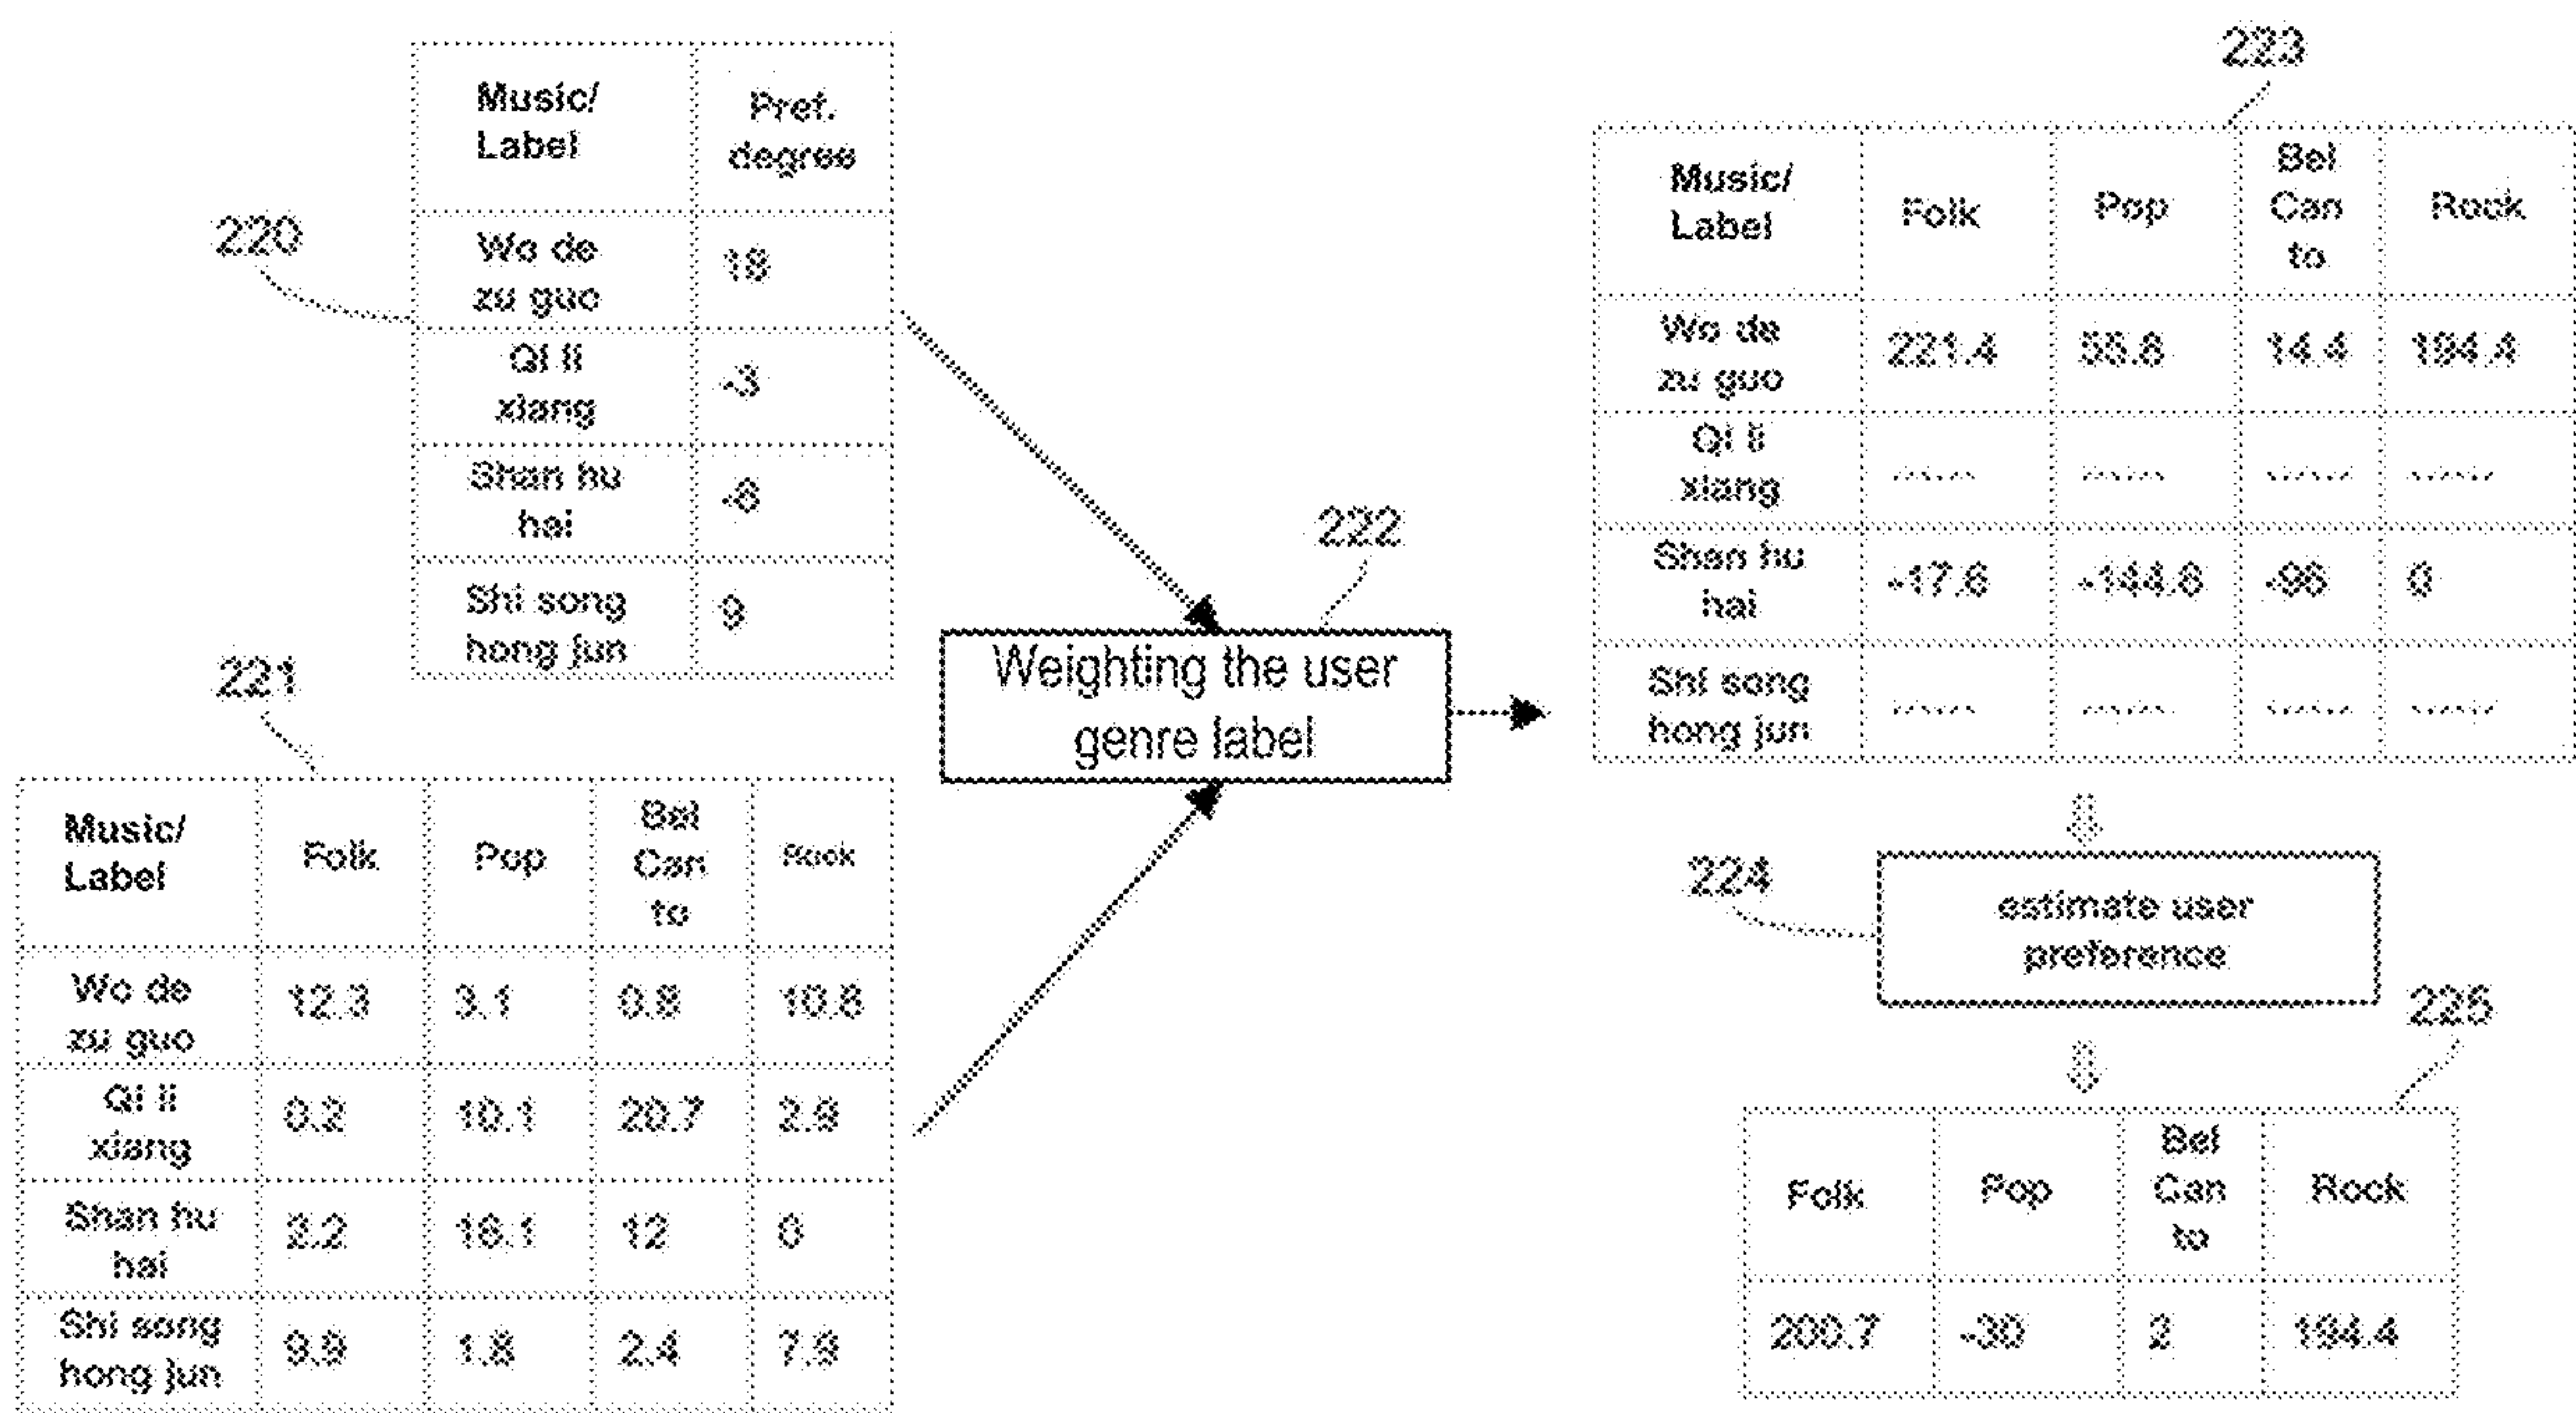 223
Music/
Label
Pref.
degree
Wo de
zu guo
18
Qi li
xiang
-3
Shan hu
hai
-8
Shi song
hong jun
9
220
Music/
Label
Folk
Pop
Bel
Can
to
Rock
Wo de
zu guo
221.4
55.8
14.4
194.4
Qi li
xiang
-----
-----
-----
-----
Shan hu
hai
-17.6
-144.8
-96
0
Shi song
hong jun
-----
-----
-----
-----
222
Weighting the user
genre label
221
Music/
Label
Folk
Pop
Bel
Can
to
Rock
Wo de
zu guo
12.3
3.1
0.8
10.8
Qi li
xiang
0.2
10.1
20.7
2.9
Shan hu
hai
2.2
18.1
12
0
Shi song
hong jun
9.9
1.8
2.4
7.9
224
estimate user
preference
225
Folk
Pop
Bel
Can
to
Rock
200.7
-30
2
194.4